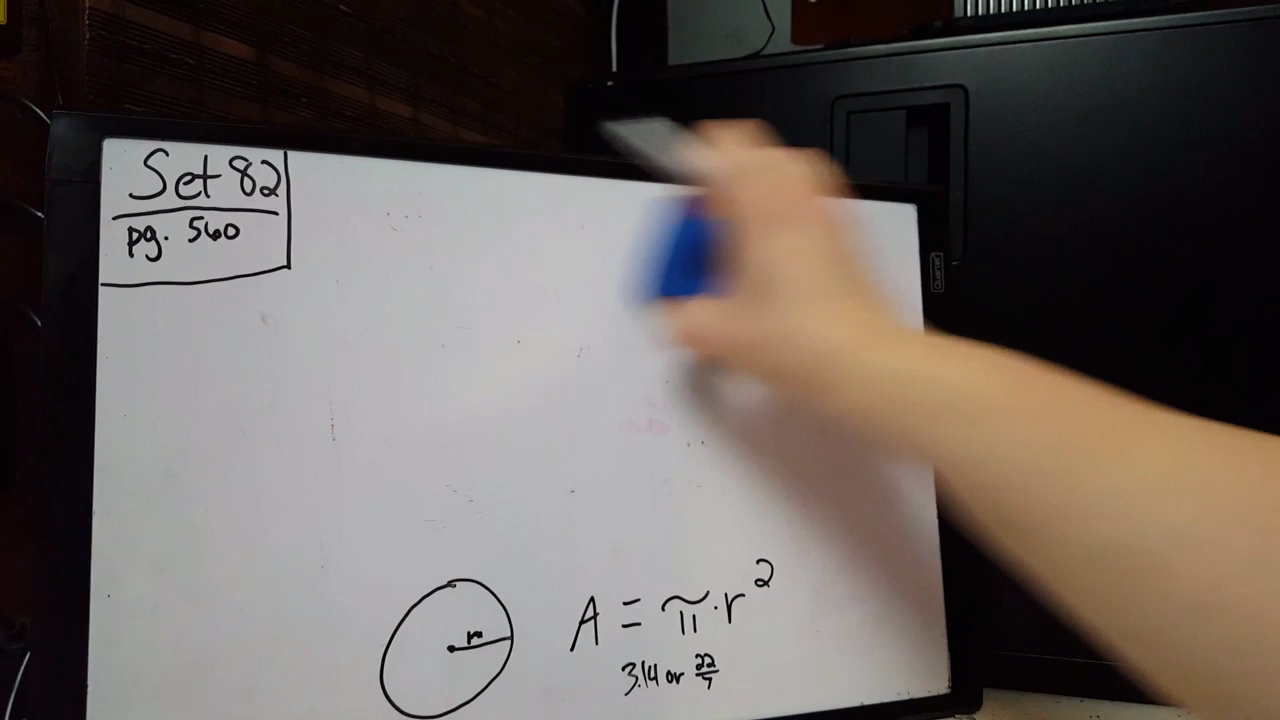 Set 82
pg. 560
r
A = π · r²
3.14 or 22/7